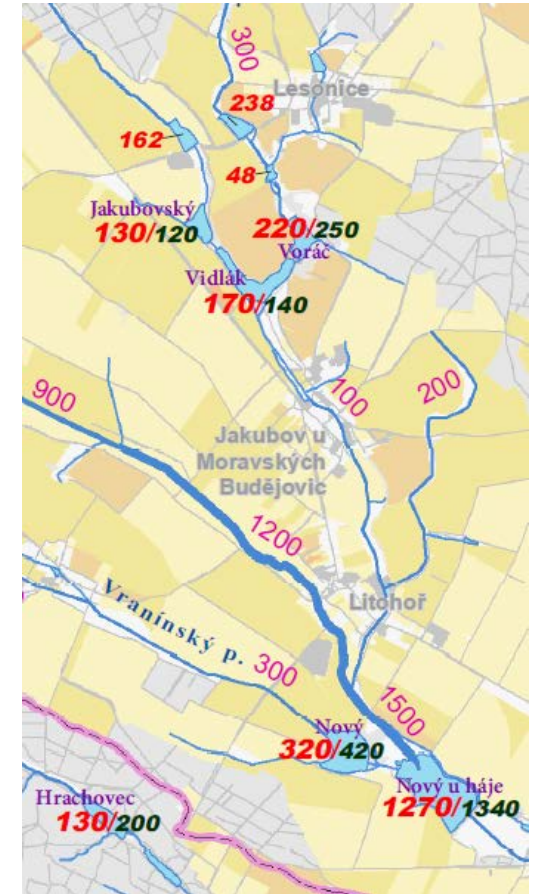 300
Lesonice
238
162
48
Jakubovský
130/120
220/250
Voráč
Vidlák
170/140
900
100
200
Jakubov u
Moravských
Budějovic
1200
Litohoř
Vranínský p.
300
1500
Nový
320/420
Nový u háje
1270/1340
Hrachovec
130/200